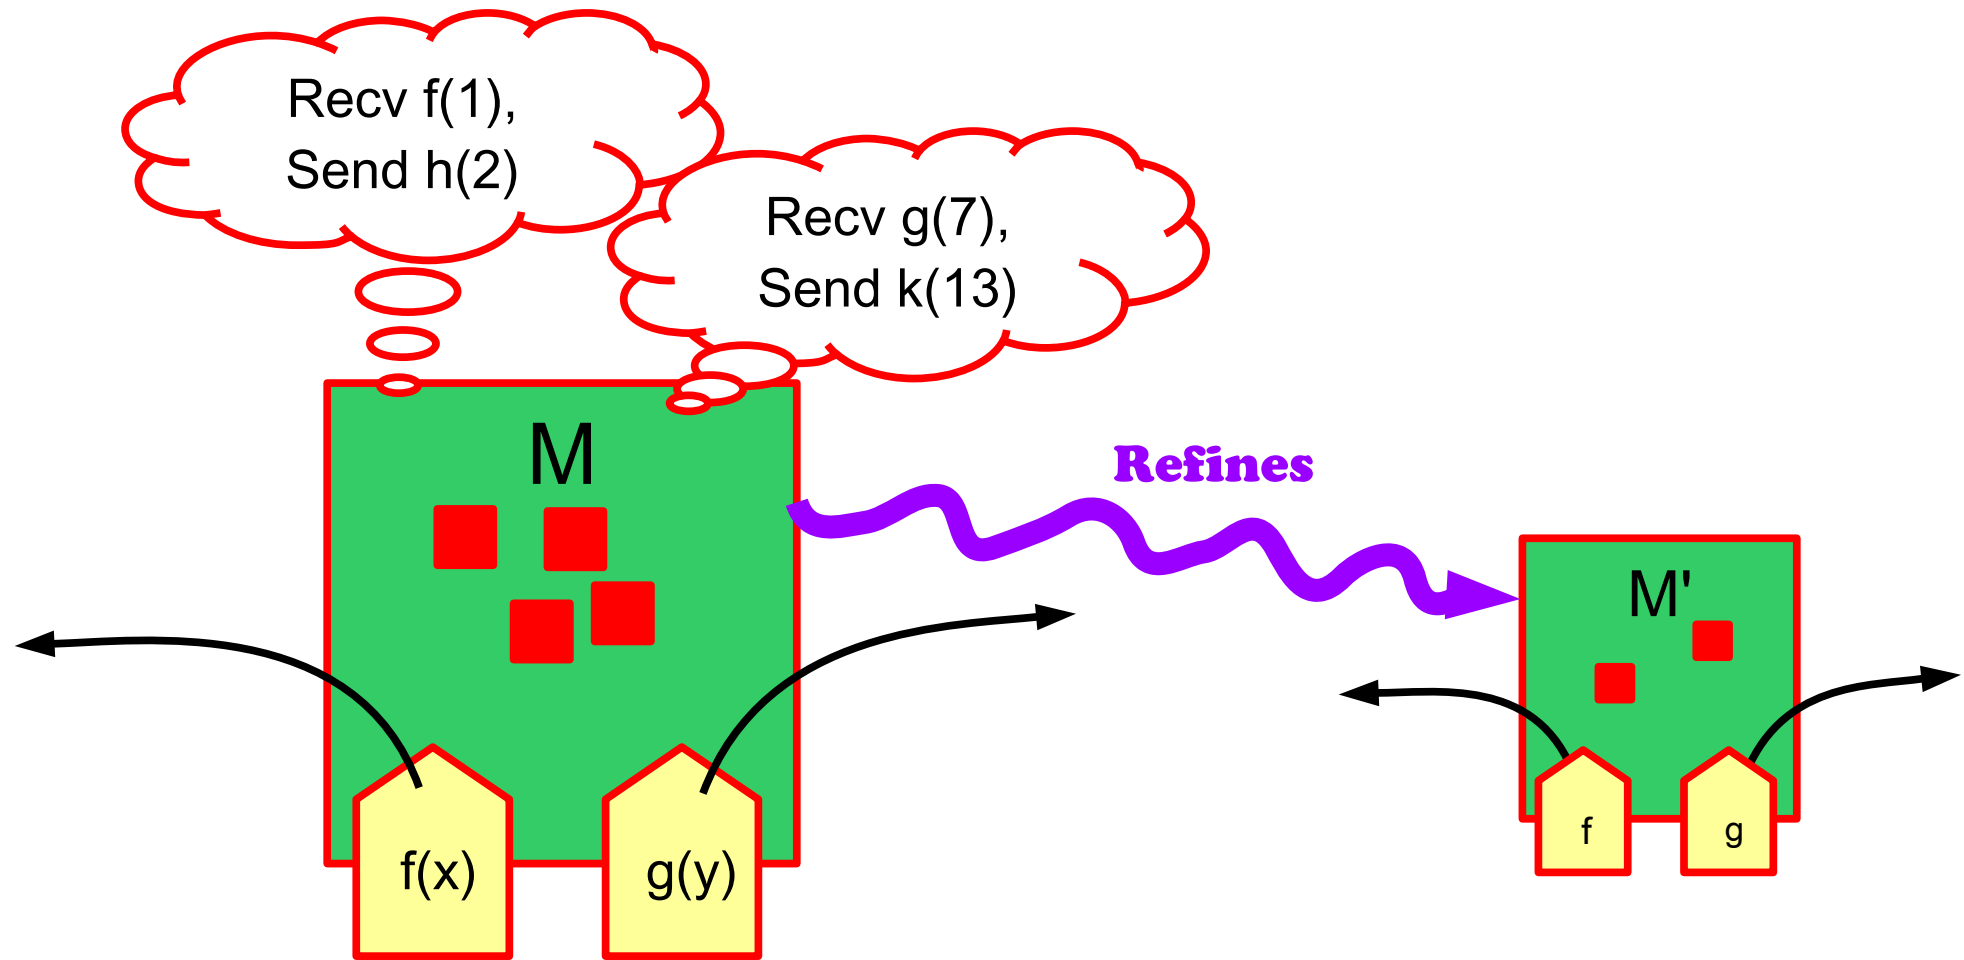 Recv f(1),
Send h(2)
Recv g(7),
Send k(13)
M
Refines
M'
f(x)
g(y)
f
g